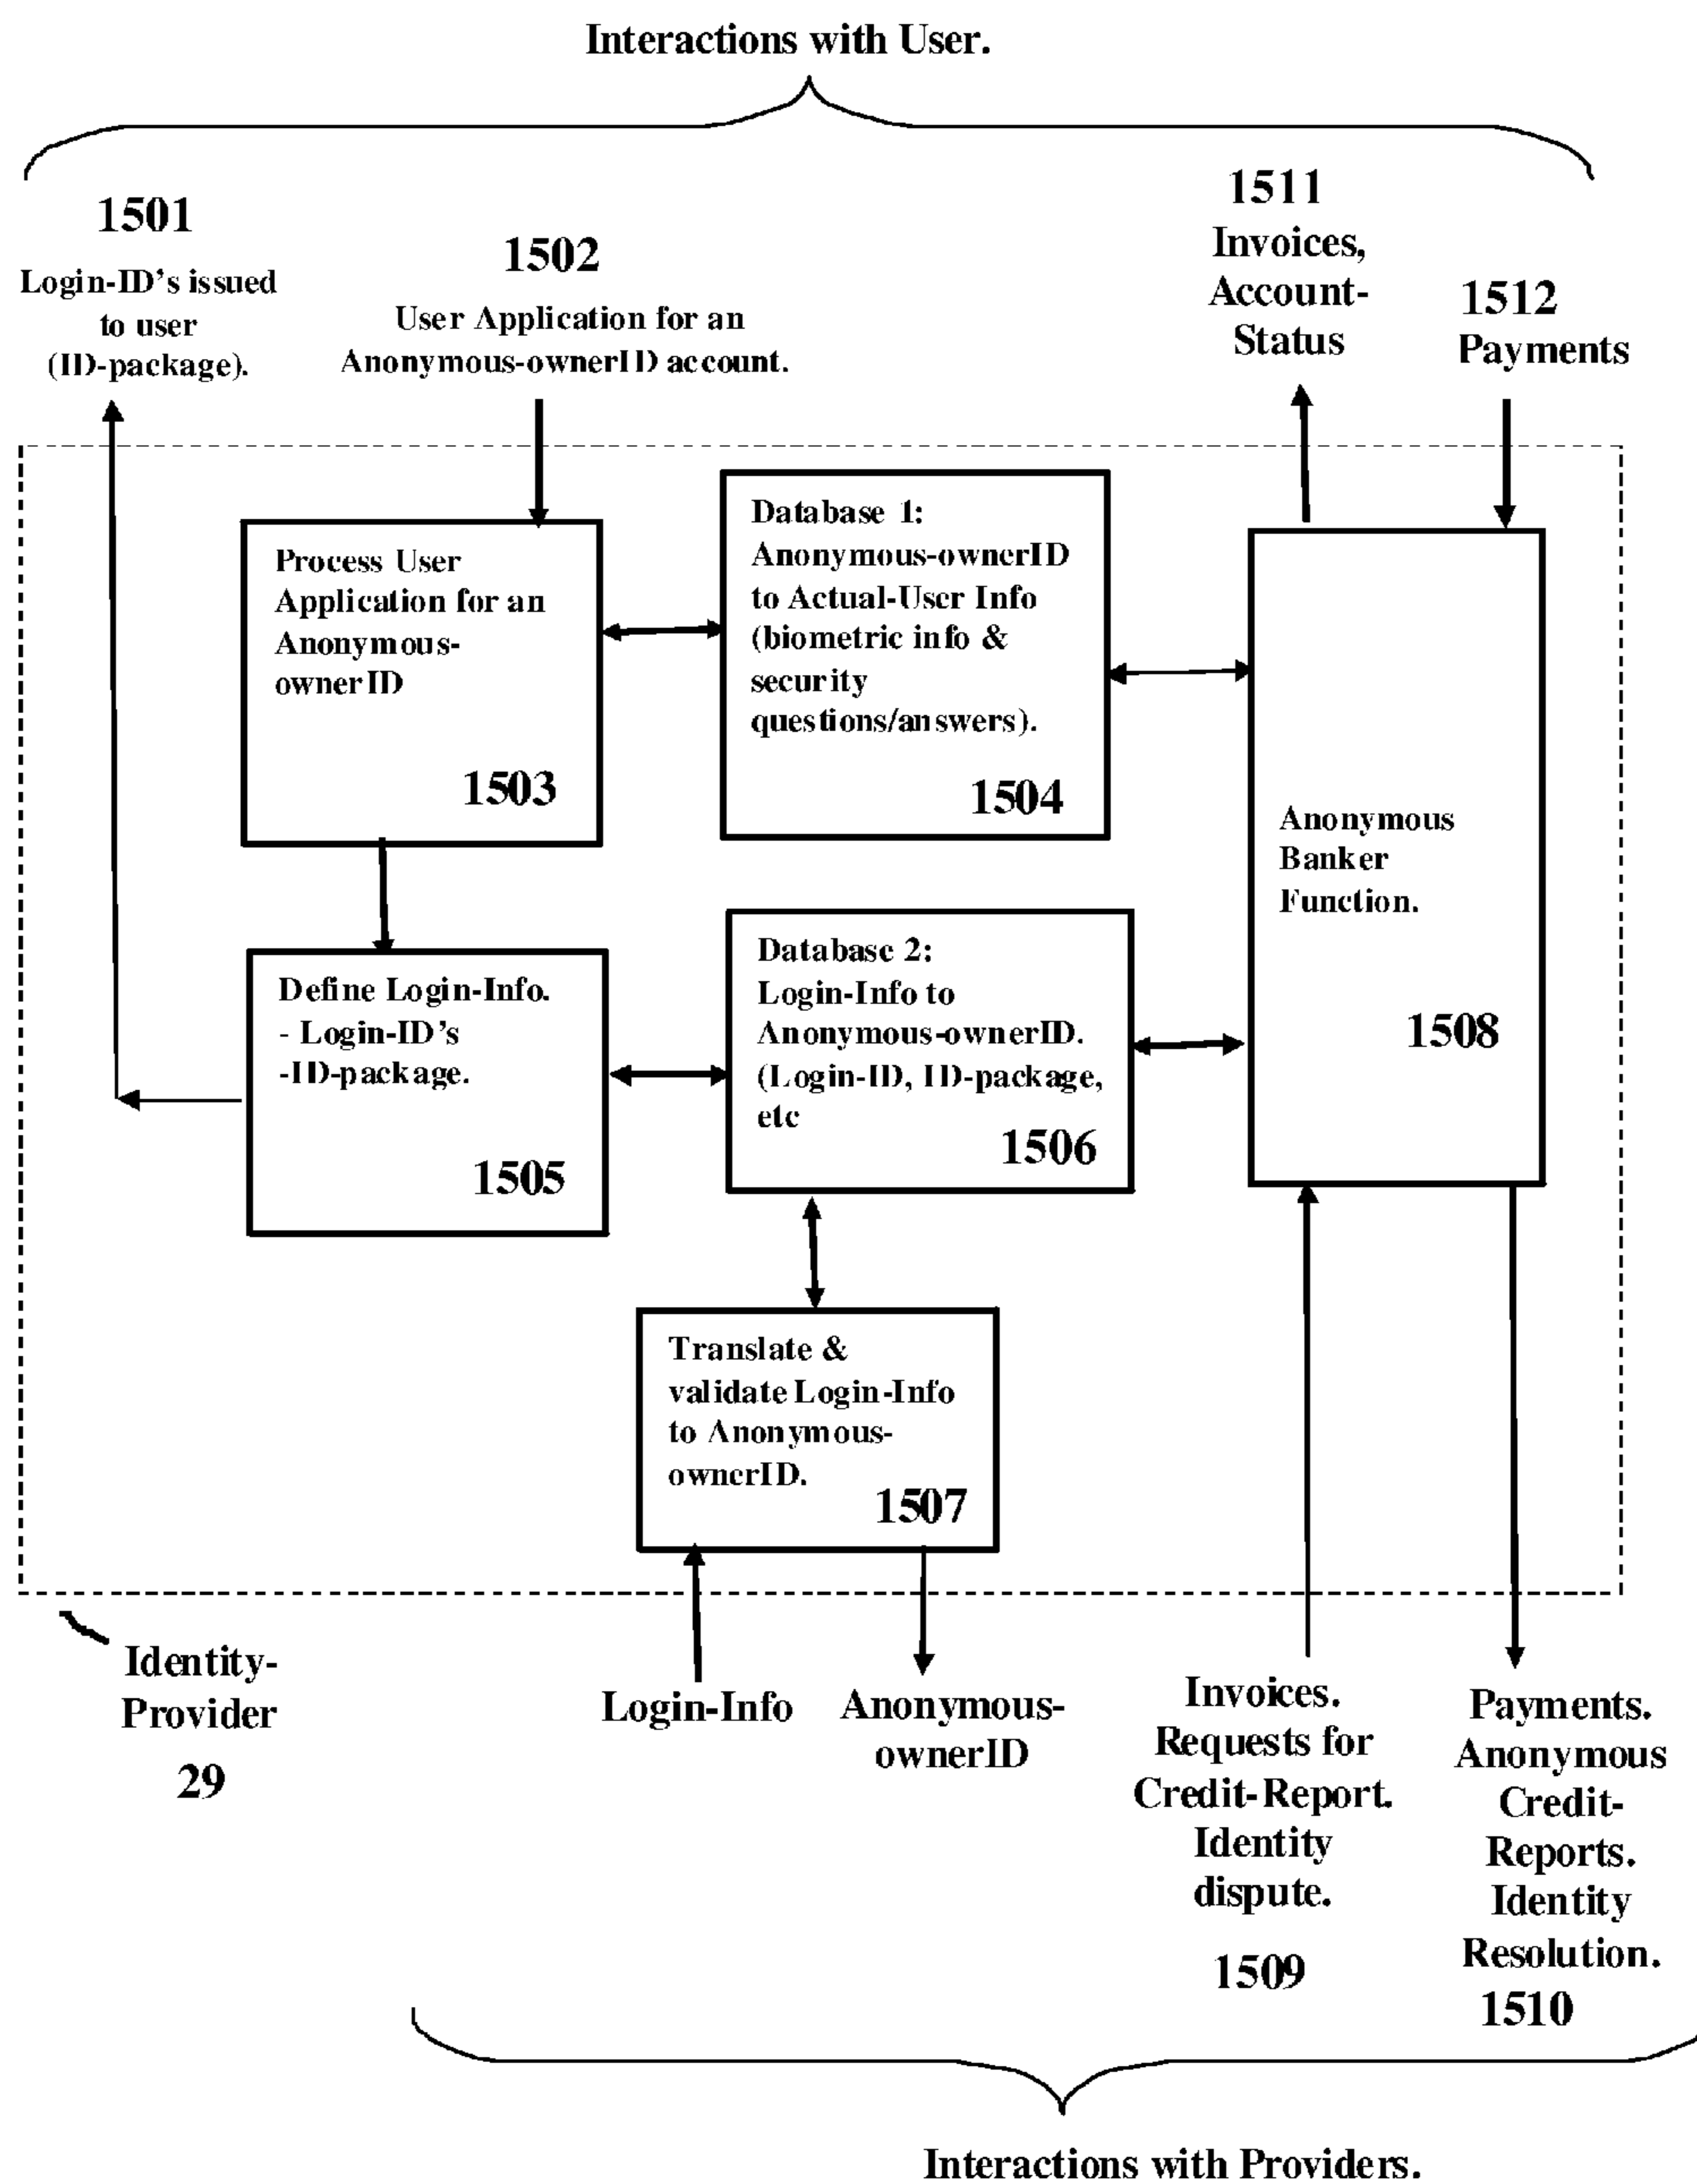 Interactions with User.
1501
Login-ID's issued
to user
(ID-package).
1502
User Application for an
Anonymous-ownerID account.
1511
Invoices,
Account-
Status
1512
Payments
Process User
Application for an
Anonymous-
ownerID
1503
Database 1:
Anonymous-ownerID
to Actual-User Info
(biometric info &
security
questions/answers).
1504
Anonymous
Banker
Function.
1508
Define Login-Info.
- Login-ID's
-ID-package.
1505
Database 2:
Login-Info to
Anonymous-ownerID.
(Login-ID, ID-package,
etc
1506
Translate &
validate Login-Info
to Anonymous-
ownerID.
1507
Identity-
Provider
29
Login-Info
Anonymous-
ownerID
Invoices.
Requests for
Credit-Report.
Identity
dispute.
1509
Payments.
Anonymous
Credit-
Reports.
Identity
Resolution.
1510
Interactions with Providers.